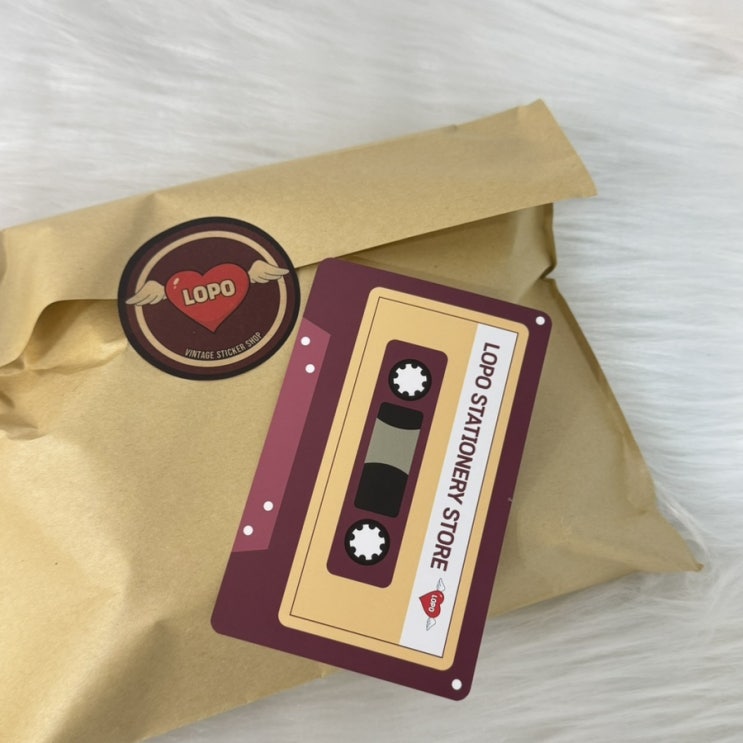 LOPO
VINTAGE STICKER SHOP
LOPO STATIONERY STORE
LOPO